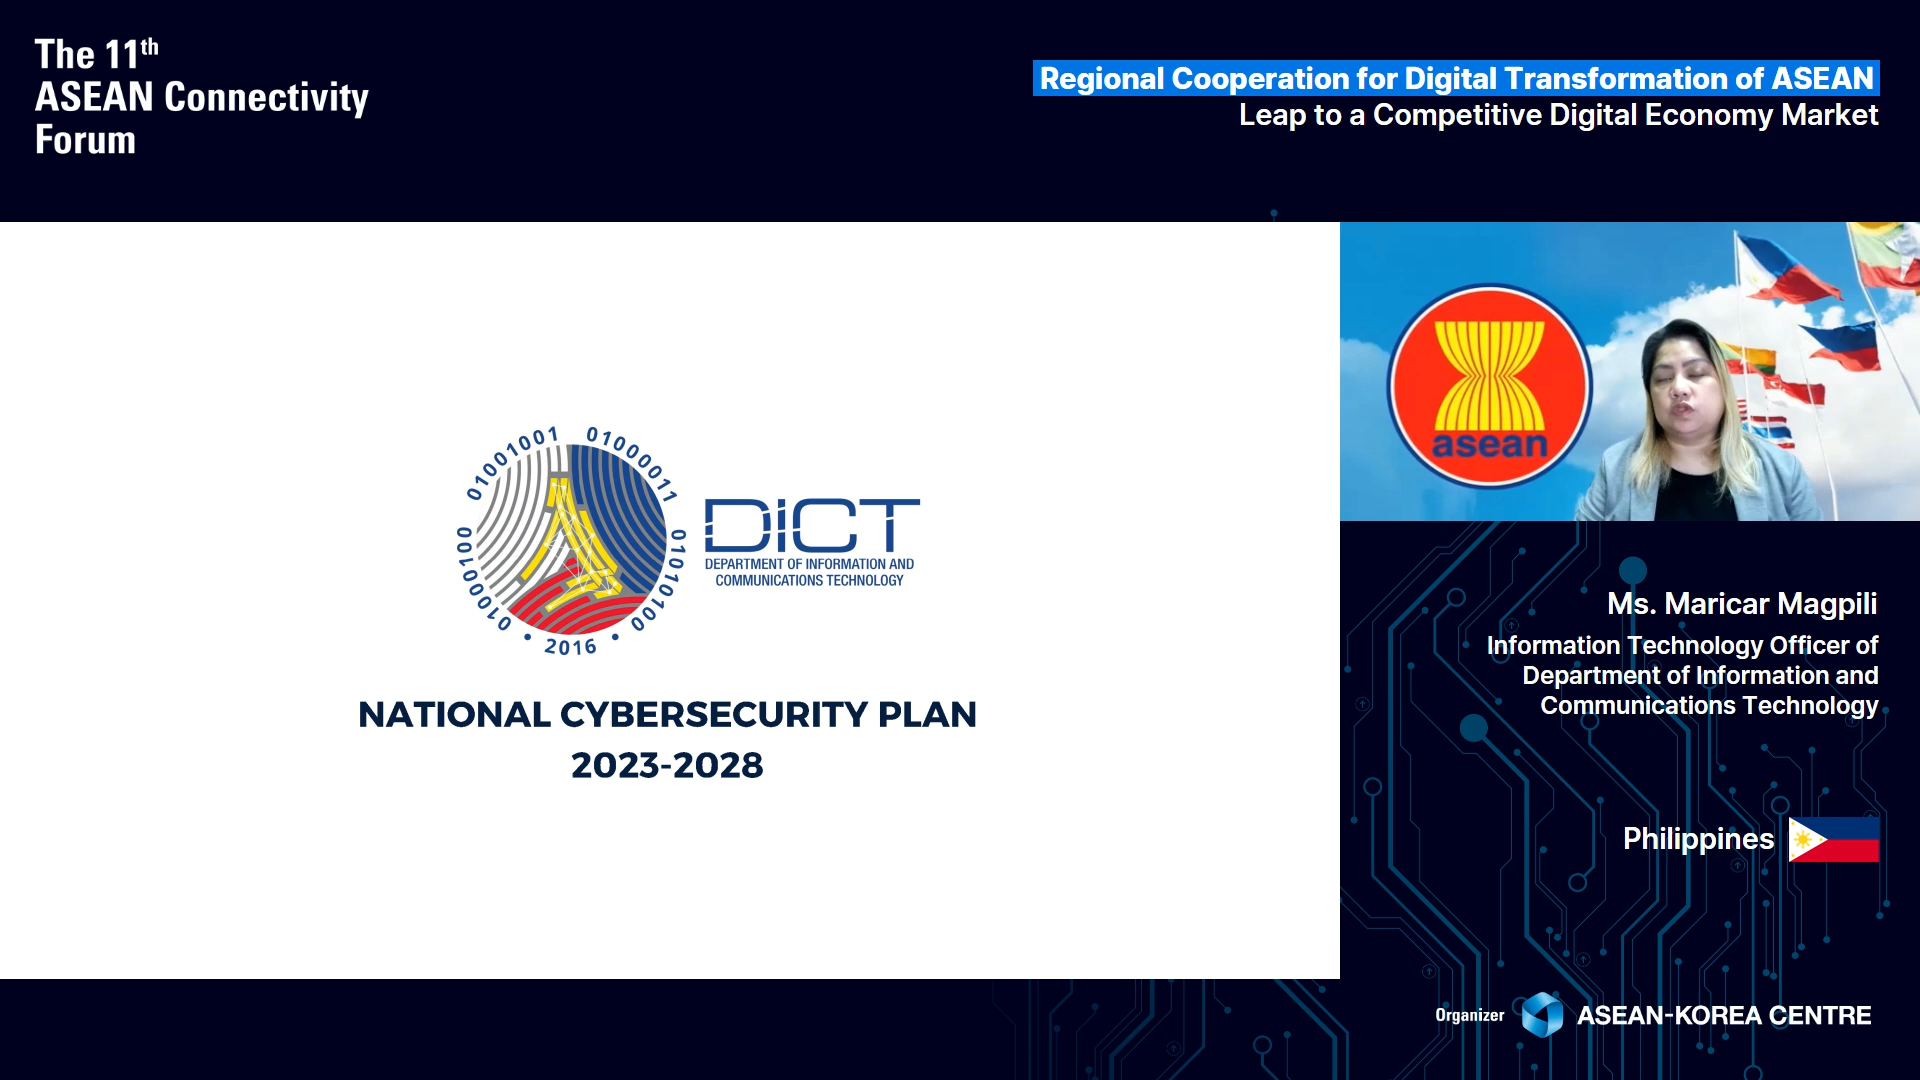 The 11th
ASEAN Connectivity
Forum
Regional Cooperation for Digital Transformation of ASEAN
Leap to a Competitive Digital Economy Market
asean
01000100 01001001 01000011 01010100
• 2016 •
DICT
DEPARTMENT OF INFORMATION AND
COMMUNICATIONS TECHNOLOGY
NATIONAL CYBERSECURITY PLAN
2023-2028
Ms. Maricar Magpili
Information Technology Officer of
Department of Information and
Communications Technology
Philippines
Organizer ASEAN-KOREA CENTRE